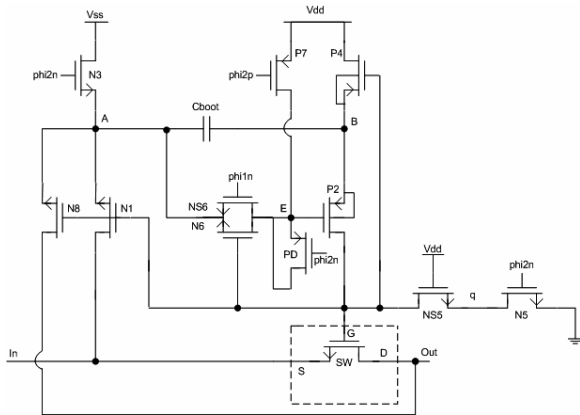 Vss
Vdd
phi2n
N3
phi2p
P7
P4
Cboot
A
B
phi1n
P2
N8
N1
NS6
N6
E
PD
phi2n
Vdd
phi2n
q
NS5
N5
G
In
S
SW
D
Out